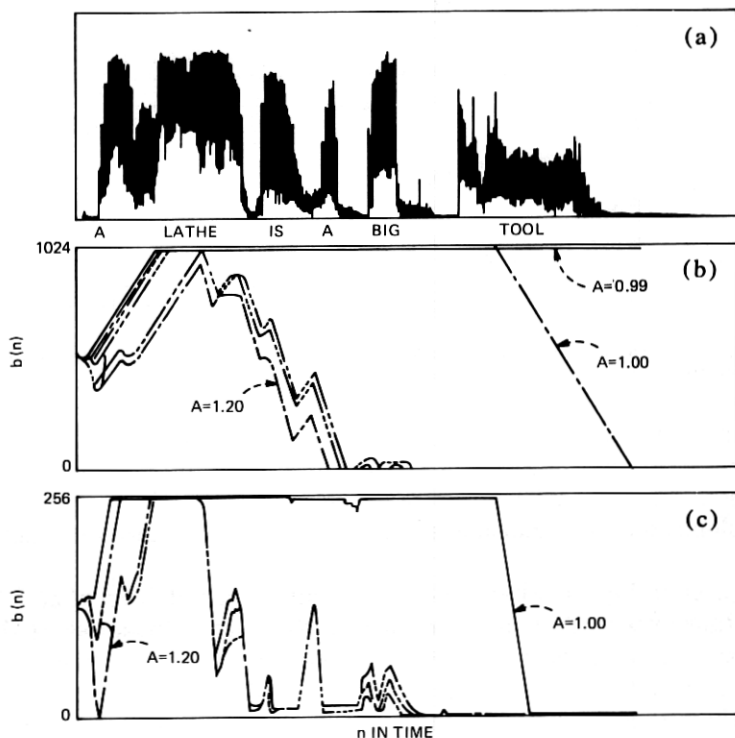 (a)
A LATHE IS A BIG TOOL
1024
(b)
A=0.99
b(n)
A=1.00
A=1.20
0
256
(c)
b(n)
A=1.00
A=1.20
0
n IN TIME